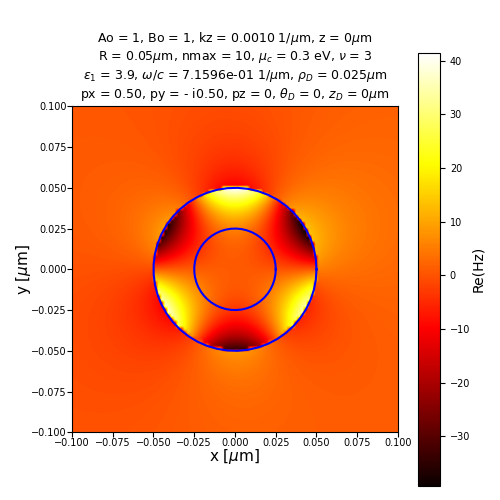 Ao = 1, Bo = 1, kz = 0.0010 1/μm, z = 0μm
R = 0.05μm, nmax = 10, μc = 0.3 eV, ν = 3
ε1 = 3.9, ω/c = 7.1596e-01 1/μm, ρD = 0.025μm
px = 0.50, py = - i0.50, pz = 0, θD = 0, zD = 0μm
0.100
0.075
0.050
0.025
0.000
−0.025
−0.050
−0.075
−0.100
y [μm]
−0.100 −0.075 −0.050 −0.025 0.000 0.025 0.050 0.075 0.100
x [μm]
40
30
20
10
0
−10
−20
−30
Re(Hz)